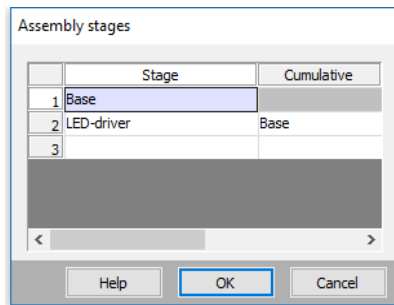 Assembly stages
Stage Cumulative
1 Base
2 LED-driver Base
3
Help OK Cancel